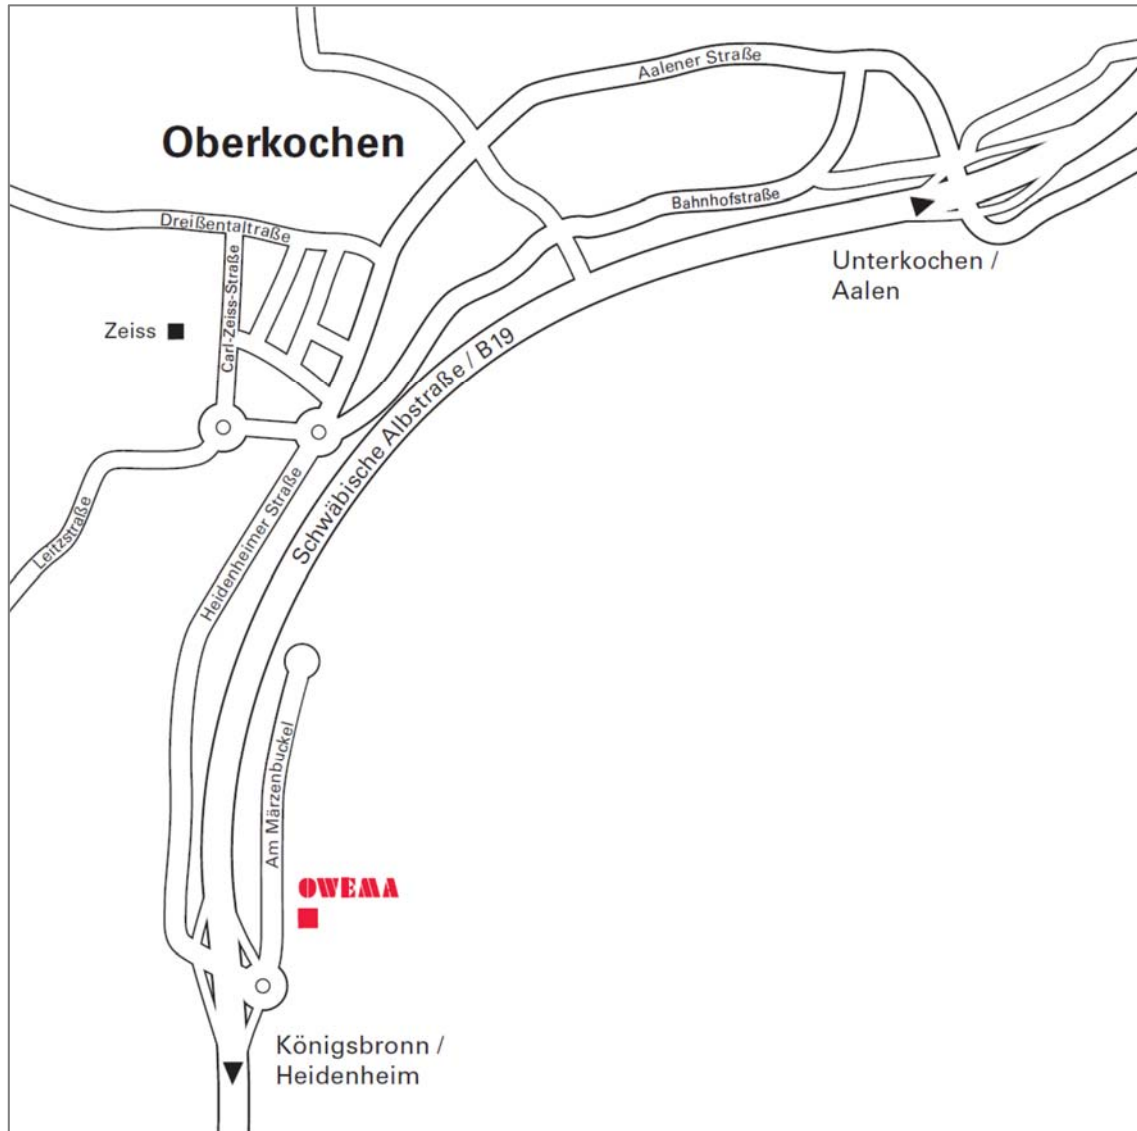 Aalener Straße
Oberkochen
Bahnhofstraße
Dreißentaltraße
Unterkochen /
Aalen
Carl-Zeiss-Straße
Zeiss
Schwäbische Albstraße / B19
Leitzstraße
Heidenheimer Straße
Am Märzenbuckel
OWEMA
Königsbronn /
Heidenheim